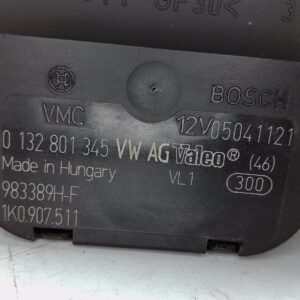 GF30<
BOSCH
VMC 12V05041121
0 132 801 345 VW AG Valeo® (46)
Made in Hungary VL1 300
983389H-F
1K0.907.511